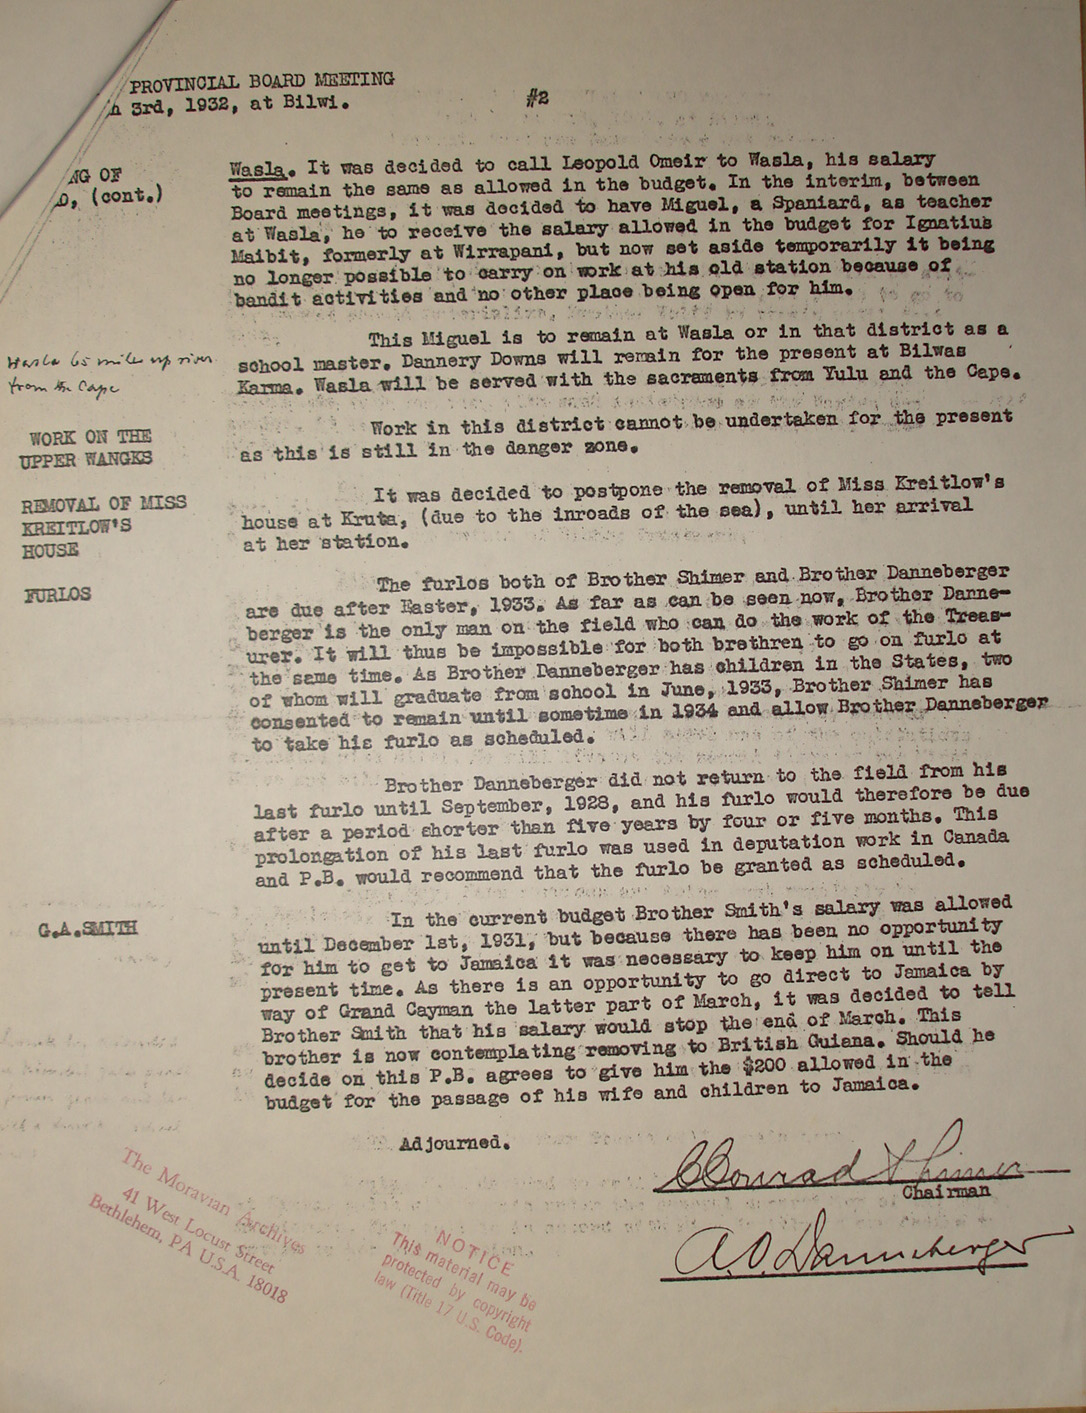 PROVINCIAL BOARD MEETING
3rd, 1932, at Bilwi.
#2
NG OF
(cont.)
Wasla. It was decided to call Leopold Omeir to Wasla, his salary
to remain the same as allowed in the budget. In the interim, between
Board meetings, it was decided to have Miguel, a Spaniard, as teacher
at Wasla, he to receive the salary allowed in the budget for Ignatius
Maibit, formerly at Wirrapani, but now set aside temporarily it being
no longer possible to carry on work at his old station because of
bandit activities and no other place being open for him.
Wasla 65 mile up river
from the Cape
This Miguel is to remain at Wasla or in that district as a
school master. Dannery Downs will remain for the present at Bilwas
Karma. Wasla will be served with the sacraments from Yulu and the Cape.
WORK ON THE
UPPER WANGKS
Work in this district cannot be undertaken for the present
as this is still in the danger zone.
REMOVAL OF MISS
KREITLOW'S
HOUSE
It was decided to postpone the removal of Miss Kreitlow's
house at Kruta, (due to the inroads of the sea), until her arrival
at her station.
FURLOS
The furlos both of Brother Shimer and Brother Danneberger
are due after Easter, 1933. As far as can be seen now, Brother Danne-
berger is the only man on the field who can do the work of the Treas-
urer. It will thus be impossible for both brethren to go on furlo at
the same time. As Brother Danneberger has children in the States, two
of whom will graduate from school in June, 1933, Brother Shimer has
consented to remain until sometime in 1934 and allow Brother Danneberger
to take his furlo as scheduled.
Brother Danneberger did not return to the field from his
last furlo until September, 1928, and his furlo would therefore be due
after a period shorter than five years by four or five months. This
prolongation of his last furlo was used in deputation work in Canada
and P.B. would recommend that the furlo be granted as scheduled.
G.A.SMITH
In the current budget Brother Smith's salary was allowed
until December 1st, 1931, but because there has been no opportunity
for him to get to Jamaica it was necessary to keep him on until the
present time. As there is an opportunity to go direct to Jamaica by
way of Grand Cayman the latter part of March, it was decided to tell
Brother Smith that his salary would stop the end of March. This
brother is now contemplating removing to British Guiana. Should he
decide on this P.B. agrees to give him the $200 allowed in the
budget for the passage of his wife and children to Jamaica.
Adjourned.
Conrad Shimer
Chairman
A.O. Danneberger
The Moravian Archives
41 West Locust Street
Bethlehem, PA U.S.A. 18018
NOTICE
This material may be
protected by copyright
law (Title 17 U.S. Code).